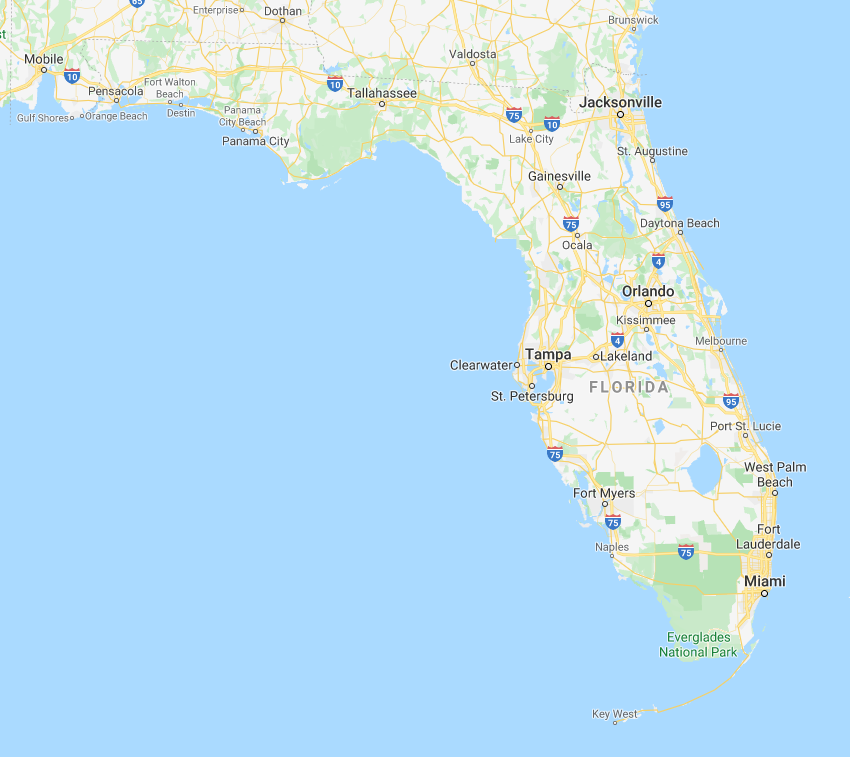 65
Enterprise
Dothan
Brunswick
st
Mobile
10
Valdosta
Pensacola
Fort Walton
Beach
10
Tallahassee
Jacksonville
Gulf Shores
Orange Beach
Destin
Panama
City Beach
75
10
Lake City
Panama City
St. Augustine
Gainesville
95
75
Daytona Beach
Ocala
4
Orlando
Kissimmee
4
Melbourne
Clearwater
Tampa
Lakeland
FLORIDA
St. Petersburg
95
Port St. Lucie
75
West Palm
Beach
Fort Myers
75
Fort
Lauderdale
Naples
75
Miami
Everglades
National Park
Key West